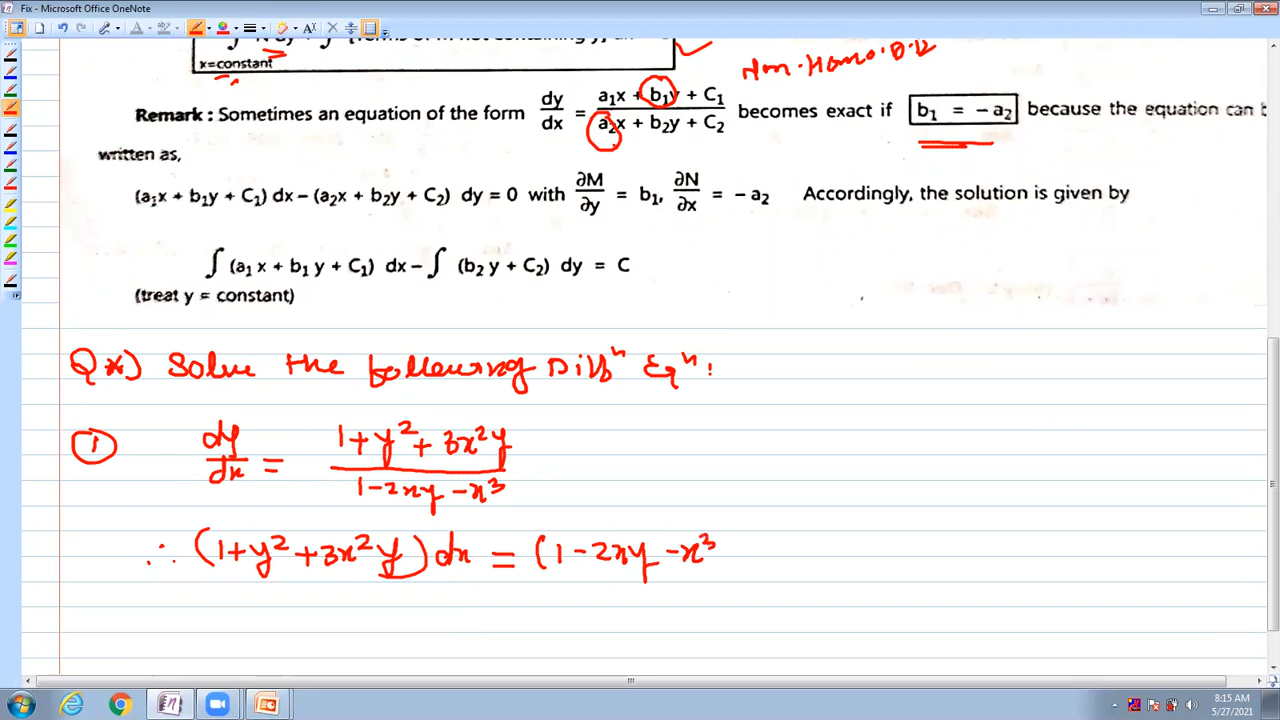 Fix - Microsoft Office OneNote
x=constant
Non-Homo.D.E
Remark : Sometimes an equation of the form dy/dx = (a₁x + b₁y + C₁)/(a₂x + b₂y + C₂) becomes exact if b₁ = - a₂ because the equation can b
written as,
(a₁x + b₁y + C₁) dx – (a₂x + b₂y + C₂) dy = 0 with ∂M/∂y = b₁, ∂N/∂x = – a₂ Accordingly, the solution is given by
∫ (a₁ x + b₁ y + C₁) dx – ∫ (b₂ y + C₂) dy = C
(treat y = constant)
Q*) Solve the following Diffⁿ Eqⁿ:
① dy/dx = (1+y²+3x²y)/(1-2xy-x³)
∴ (1+y²+3x²y)dx = (1-2xy-x³
8:15 AM
5/27/2021